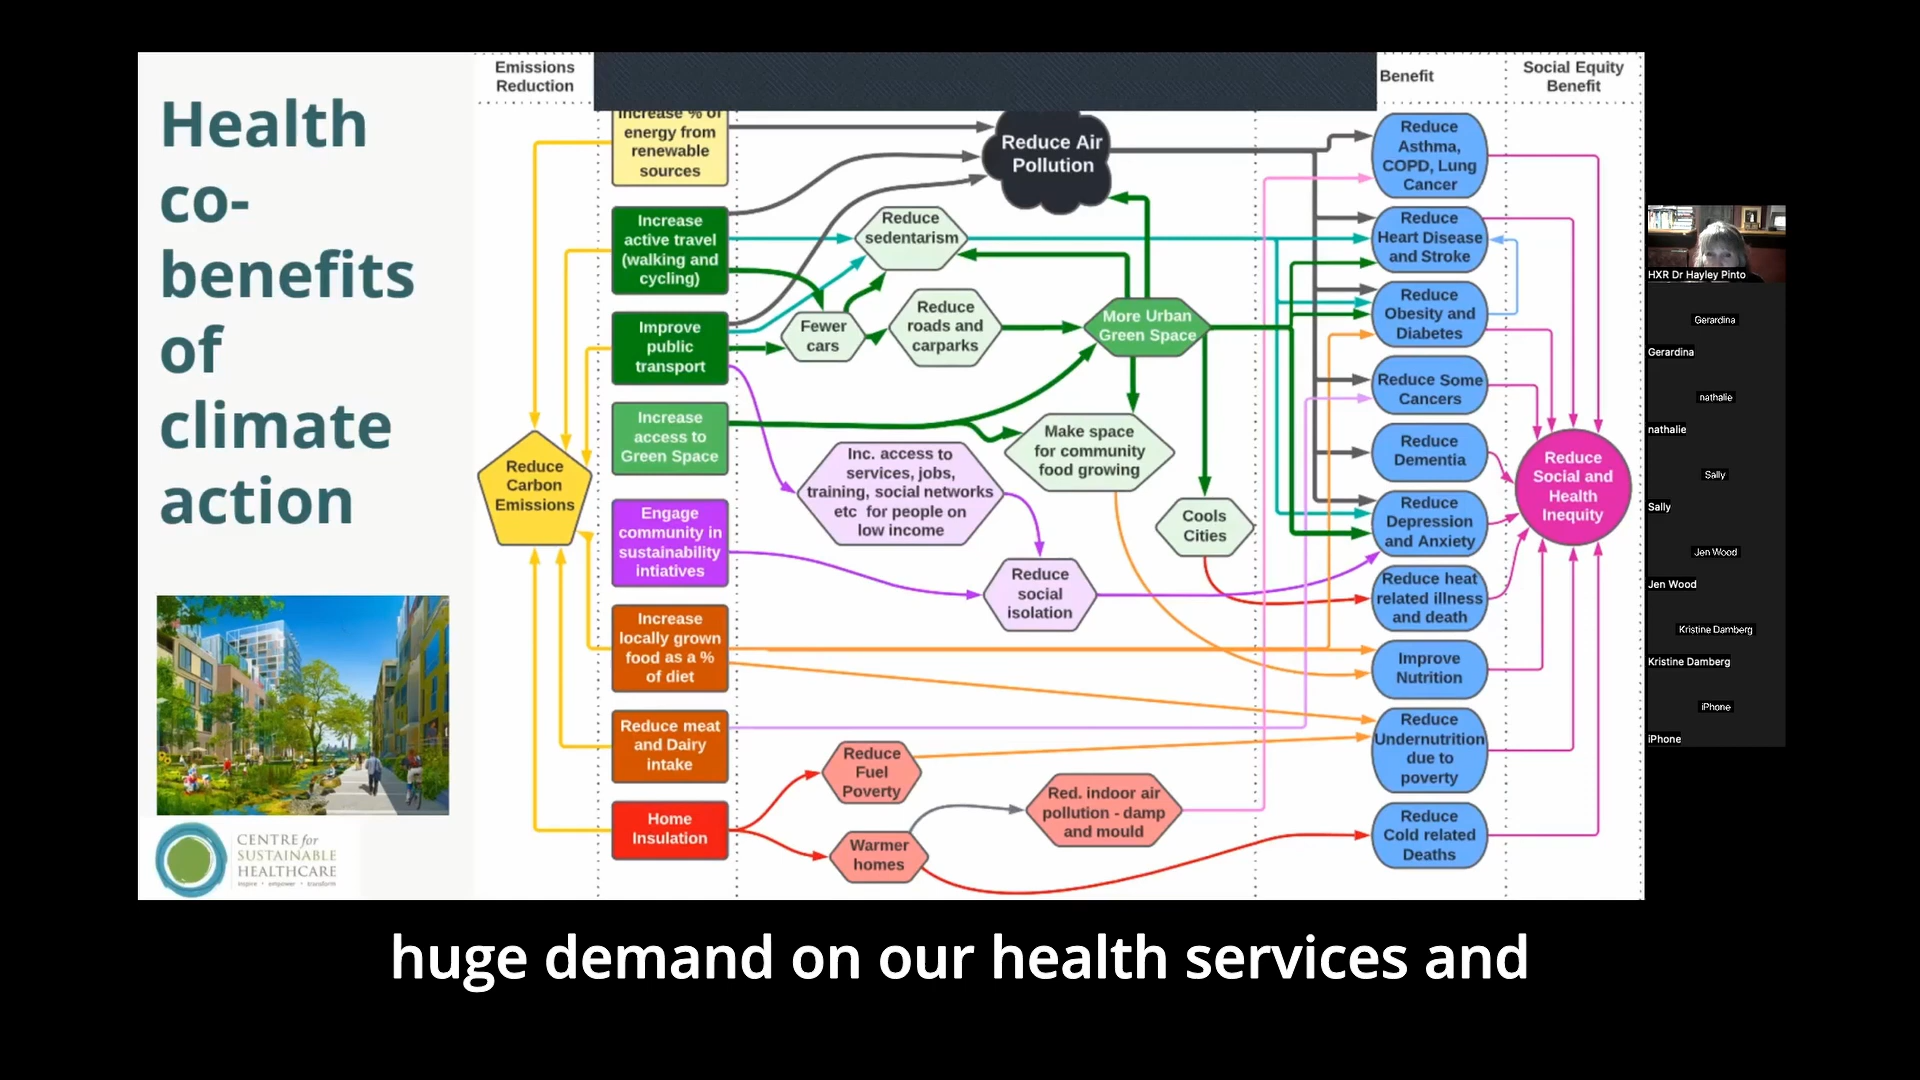 Health
co-
benefits
of
climate
action
CENTRE for
SUSTAINABLE
HEALTHCARE
inspire • empower • transform
Emissions
Reduction
Benefit
Social Equity
Benefit
Reduce
Carbon
Emissions
Increase % of
energy from
renewable
sources
Increase
active travel
(walking and
cycling)
Improve
public
transport
Increase
access to
Green Space
Engage
community in
sustainability
intiatives
Increase
locally grown
food as a %
of diet
Reduce meat
and Dairy
intake
Home
Insulation
Reduce Air
Pollution
Reduce
sedentarism
Fewer
cars
Reduce
roads and
carparks
More Urban
Green Space
Make space
for community
food growing
Inc. access to
services, jobs,
training, social networks
etc for people on
low income
Cools
Cities
Reduce
social
isolation
Reduce
Fuel
Poverty
Warmer
homes
Red. indoor air
pollution - damp
and mould
Reduce
Asthma,
COPD, Lung
Cancer
Reduce
Heart Disease
and Stroke
Reduce
Obesity and
Diabetes
Reduce Some
Cancers
Reduce
Dementia
Reduce
Depression
and Anxiety
Reduce heat
related illness
and death
Improve
Nutrition
Reduce
Undernutrition
due to
poverty
Reduce
Cold related
Deaths
Reduce
Social and
Health
Inequity
HXR Dr Hayley Pinto
Gerardina
Gerardina
nathalie
nathalie
Sally
Sally
Jen Wood
Jen Wood
Kristine Damberg
Kristine Damberg
iPhone
iPhone
huge demand on our health services and